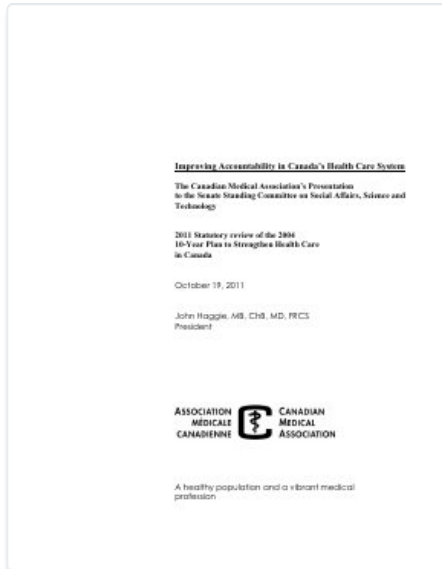 Improving Accountability in Canada's Health Care System
The Canadian Medical Association's Presentation
to the Senate Standing Committee on Social Affairs, Science and
Technology
2011 Statutory review of the 2004
10-Year Plan to Strengthen Health Care
in Canada
October 19, 2011
John Haggie, MB, ChB, MD, FRCS
President
ASSOCIATION MÉDICALE CANADIENNE
CANADIAN MEDICAL ASSOCIATION
A healthy population and a vibrant medical
profession